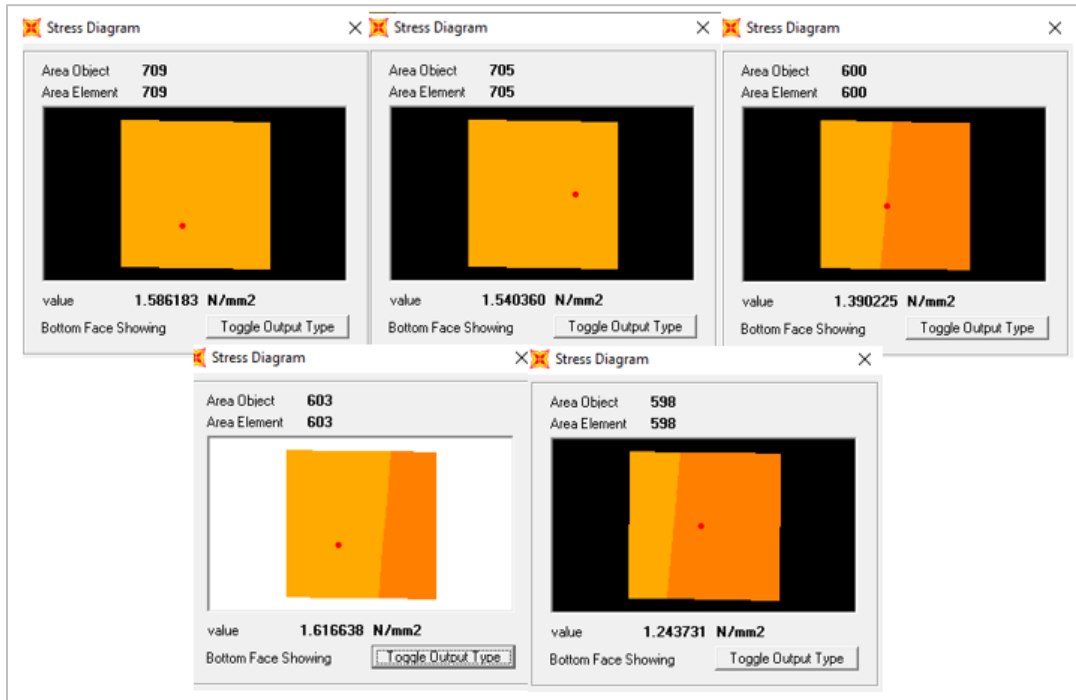 Stress Diagram
Area Object 709
Area Element 709
value 1.586183 N/mm2
Bottom Face Showing Toggle Output Type
Stress Diagram
Area Object 705
Area Element 705
value 1.540360 N/mm2
Bottom Face Showing Toggle Output Type
Stress Diagram
Area Object 600
Area Element 600
value 1.390225 N/mm2
Bottom Face Showing Toggle Output Type
Stress Diagram
Area Object 603
Area Element 603
value 1.616638 N/mm2
Bottom Face Showing Toggle Output Type
Stress Diagram
Area Object 598
Area Element 598
value 1.243731 N/mm2
Bottom Face Showing Toggle Output Type